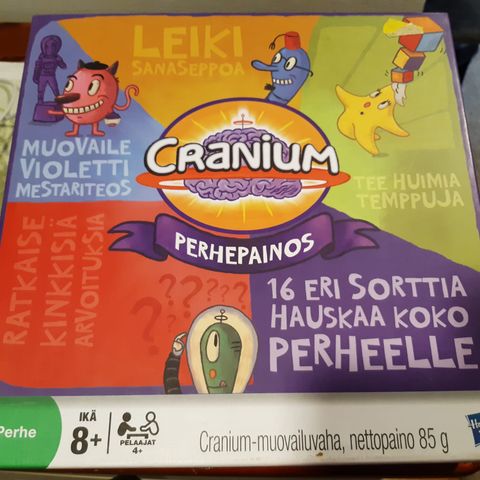 LEIKI
SANASEPPOA
MUOVAILE
VIOLETTI
MESTARITEOS
CRANIUM
PERHEPAINOS
TEE HUIMIA
TEMPPUJA
RATKAISE
KINKKISIÄ
ARVOITUKSIA
????
???
?
16 ERI SORTTIA
HAUSKAA KOKO
PERHEELLE
Perhe
IKÄ
8+
PELAAJAT
4+
Cranium-muovailuvaha, nettopaino 85 g